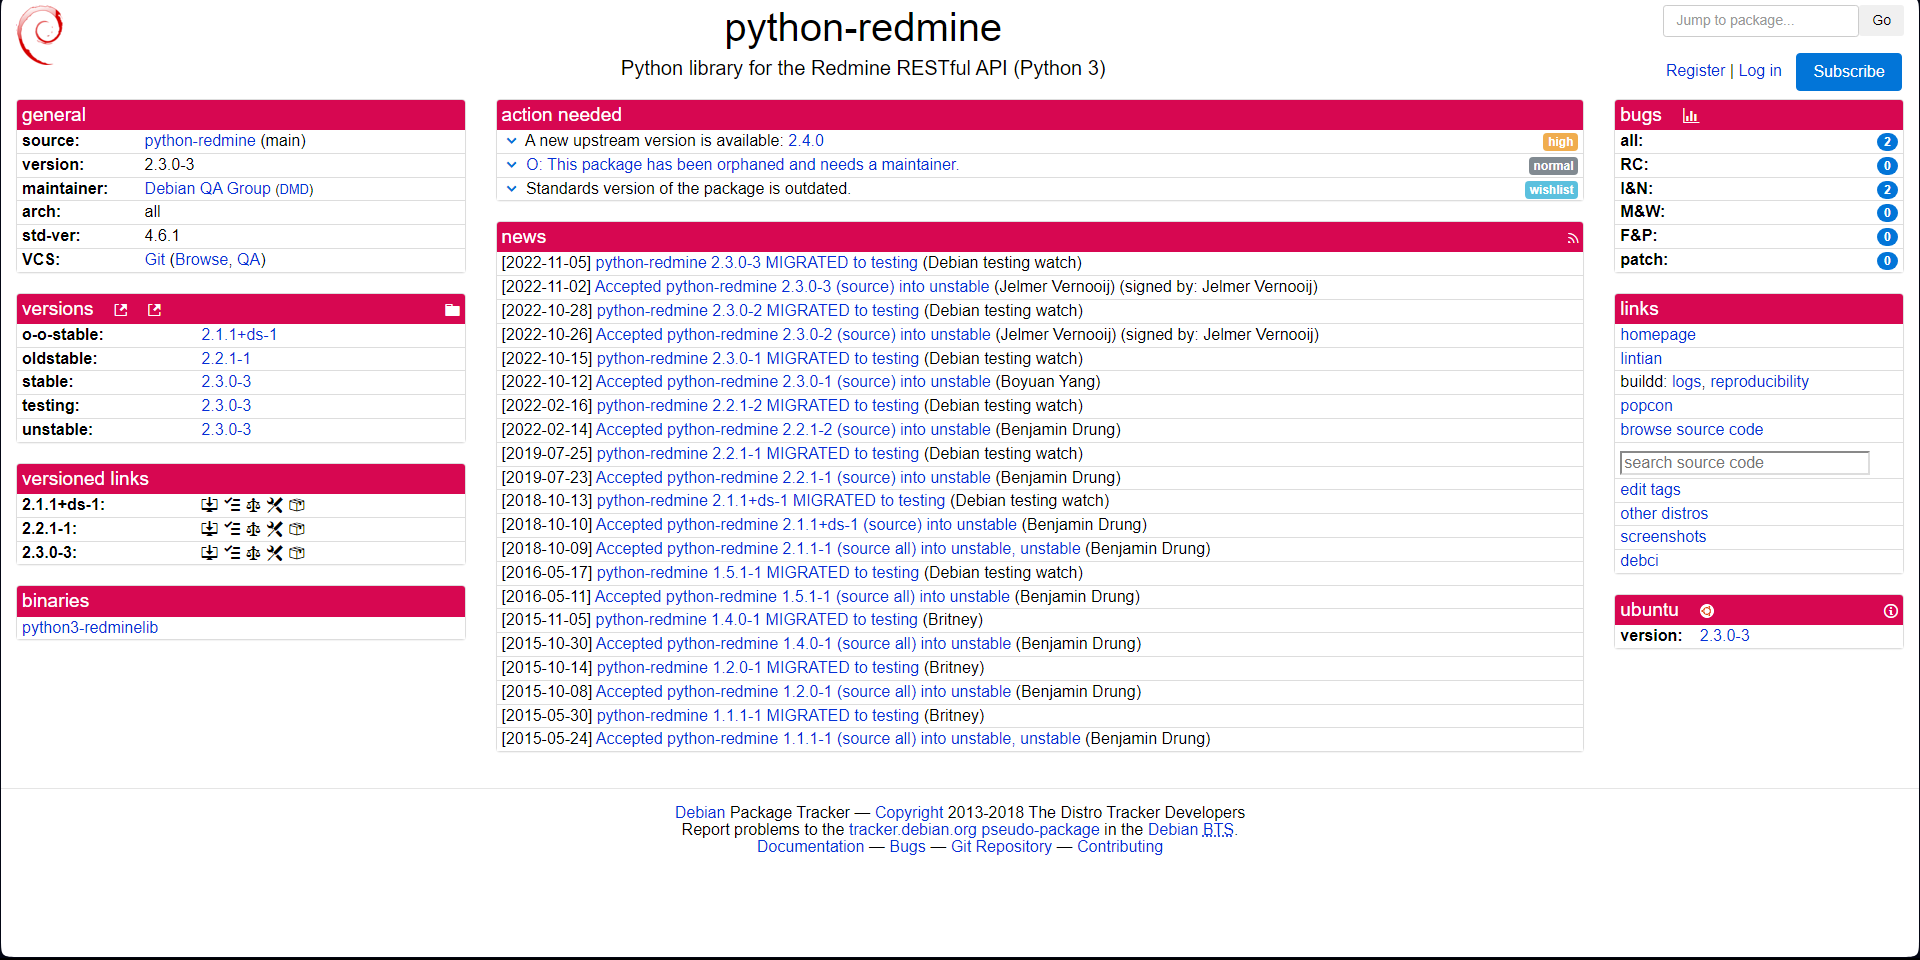 python-redmine
Python library for the Redmine RESTful API (Python 3)
Jump to package... Go
Register | Log in Subscribe
general
source: python-redmine (main)
version: 2.3.0-3
maintainer: Debian QA Group (DMD)
arch: all
std-ver: 4.6.1
VCS: Git (Browse, QA)
versions
o-o-stable: 2.1.1+ds-1
oldstable: 2.2.1-1
stable: 2.3.0-3
testing: 2.3.0-3
unstable: 2.3.0-3
versioned links
2.1.1+ds-1:
2.2.1-1:
2.3.0-3:
binaries
python3-redminelib
action needed
A new upstream version is available: 2.4.0 high
O: This package has been orphaned and needs a maintainer. normal
Standards version of the package is outdated. wishlist
news
[2022-11-05] python-redmine 2.3.0-3 MIGRATED to testing (Debian testing watch)
[2022-11-02] Accepted python-redmine 2.3.0-3 (source) into unstable (Jelmer Vernooij) (signed by: Jelmer Vernooij)
[2022-10-28] python-redmine 2.3.0-2 MIGRATED to testing (Debian testing watch)
[2022-10-26] Accepted python-redmine 2.3.0-2 (source) into unstable (Jelmer Vernooij) (signed by: Jelmer Vernooij)
[2022-10-15] python-redmine 2.3.0-1 MIGRATED to testing (Debian testing watch)
[2022-10-12] Accepted python-redmine 2.3.0-1 (source) into unstable (Boyuan Yang)
[2022-02-16] python-redmine 2.2.1-2 MIGRATED to testing (Debian testing watch)
[2022-02-14] Accepted python-redmine 2.2.1-2 (source) into unstable (Benjamin Drung)
[2019-07-25] python-redmine 2.2.1-1 MIGRATED to testing (Debian testing watch)
[2019-07-23] Accepted python-redmine 2.2.1-1 (source) into unstable (Benjamin Drung)
[2018-10-13] python-redmine 2.1.1+ds-1 MIGRATED to testing (Debian testing watch)
[2018-10-10] Accepted python-redmine 2.1.1+ds-1 (source) into unstable (Benjamin Drung)
[2018-10-09] Accepted python-redmine 2.1.1-1 (source all) into unstable, unstable (Benjamin Drung)
[2016-05-17] python-redmine 1.5.1-1 MIGRATED to testing (Debian testing watch)
[2016-05-11] Accepted python-redmine 1.5.1-1 (source all) into unstable (Benjamin Drung)
[2015-11-05] python-redmine 1.4.0-1 MIGRATED to testing (Britney)
[2015-10-30] Accepted python-redmine 1.4.0-1 (source all) into unstable (Benjamin Drung)
[2015-10-14] python-redmine 1.2.0-1 MIGRATED to testing (Britney)
[2015-10-08] Accepted python-redmine 1.2.0-1 (source all) into unstable (Benjamin Drung)
[2015-05-30] python-redmine 1.1.1-1 MIGRATED to testing (Britney)
[2015-05-24] Accepted python-redmine 1.1.1-1 (source all) into unstable, unstable (Benjamin Drung)
bugs
all: 2
RC: 0
I&N: 2
M&W: 0
F&P: 0
patch: 0
links
homepage
lintian
buildd: logs, reproducibility
popcon
browse source code
search source code
edit tags
other distros
screenshots
debci
ubuntu
version: 2.3.0-3
Debian Package Tracker — Copyright 2013-2018 The Distro Tracker Developers
Report problems to the tracker.debian.org pseudo-package in the Debian BTS.
Documentation — Bugs — Git Repository — Contributing